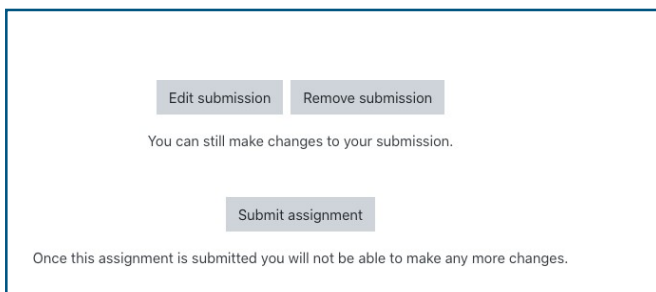 Edit submission Remove submission
You can still make changes to your submission.
Submit assignment
Once this assignment is submitted you will not be able to make any more changes.